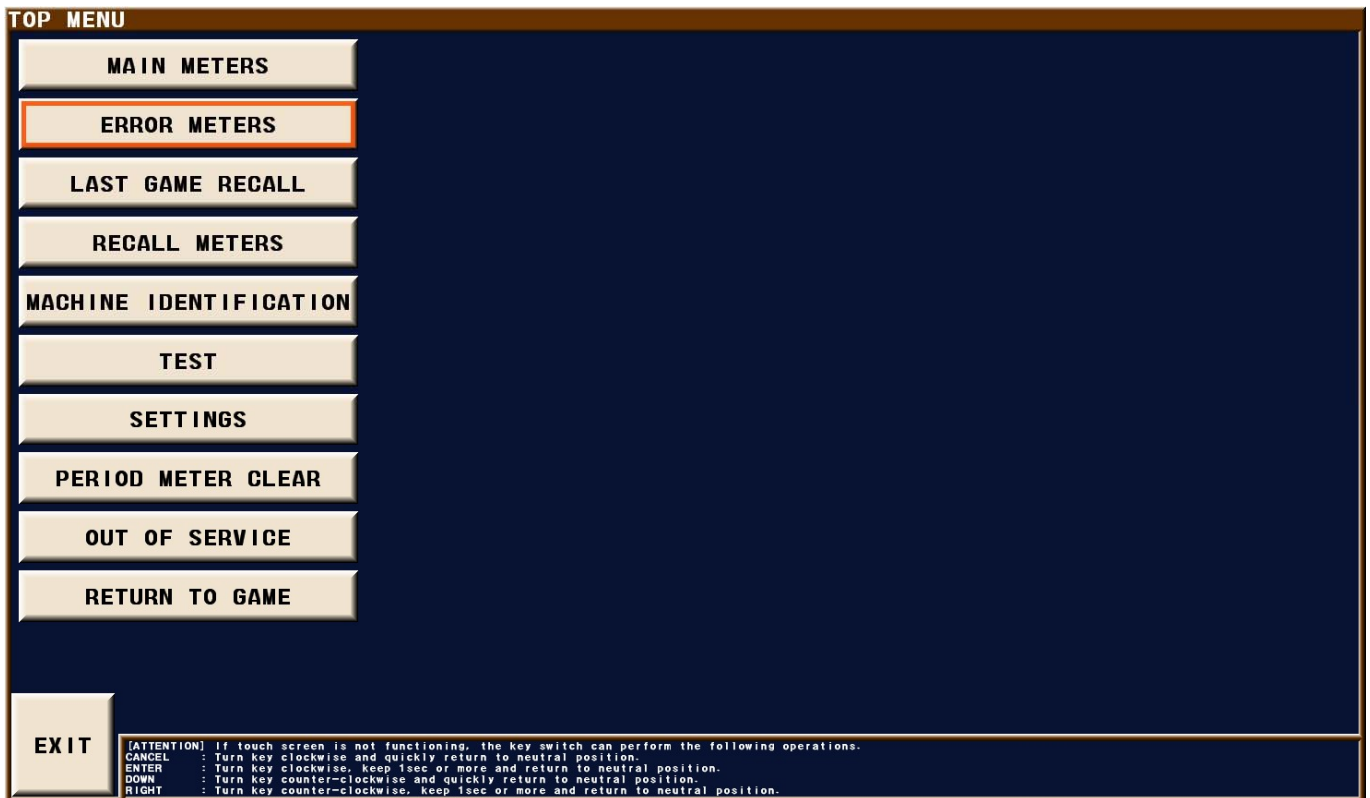 TOP MENU
MAIN METERS
ERROR METERS
LAST GAME RECALL
RECALL METERS
MACHINE IDENTIFICATION
TEST
SETTINGS
PERIOD METER CLEAR
OUT OF SERVICE
RETURN TO GAME
EXIT
[ATTENTION] If touch screen is not functioning, the key switch can perform the following operations.
CANCEL : Turn key clockwise and quickly return to neutral position.
ENTER : Turn key clockwise, keep 1sec or more and return to neutral position.
DOWN : Turn key counter-clockwise and quickly return to neutral position.
RIGHT : Turn key counter-clockwise, keep 1sec or more and return to neutral position.